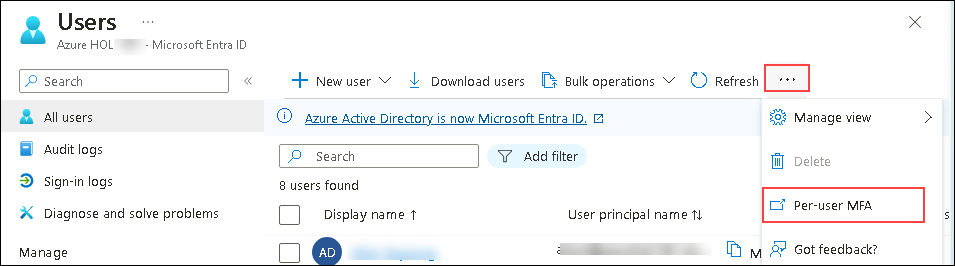 Users ...
Azure HOL - Microsoft Entra ID
Search
«
All users
Audit logs
Sign-in logs
Diagnose and solve problems
Manage
+ New user
Download users
Bulk operations
Refresh
...
Azure Active Directory is now Microsoft Entra ID.
Search
Add filter
8 users found
Display name ↑
User principal name ↑↓
s
AD
M
Manage view
Delete
Per-user MFA
Got feedback?